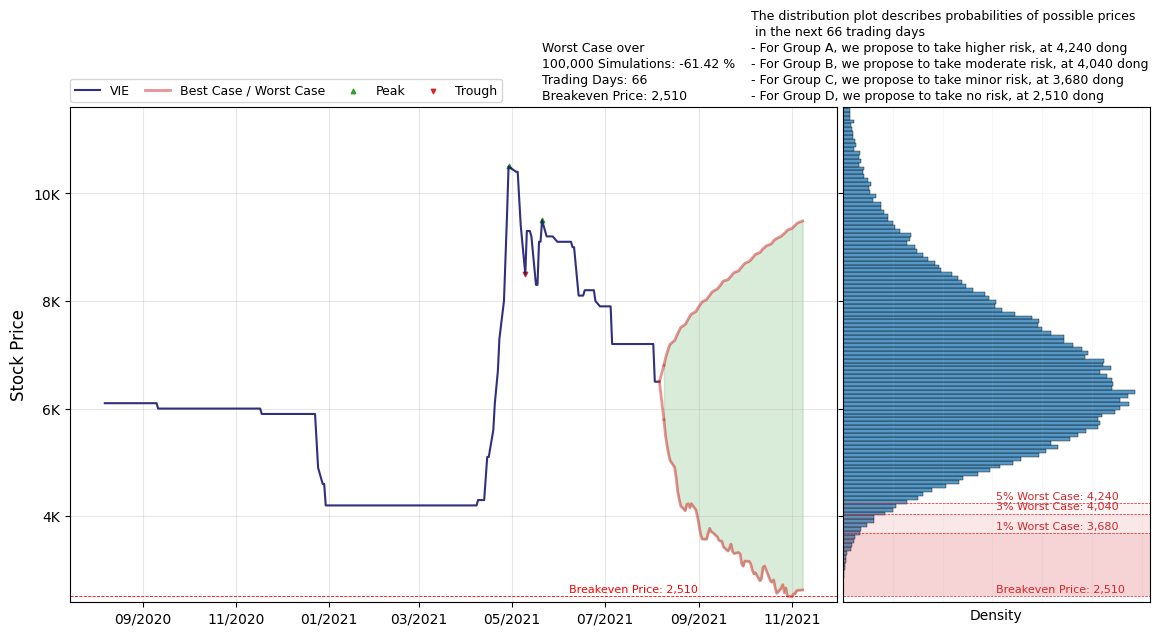 The distribution plot describes probabilities of possible prices
in the next 66 trading days
- For Group A, we propose to take higher risk, at 4,240 dong
- For Group B, we propose to take moderate risk, at 4,040 dong
- For Group C, we propose to take minor risk, at 3,680 dong
- For Group D, we propose to take no risk, at 2,510 dong
Worst Case over
100,000 Simulations: -61.42 %
Trading Days: 66
Breakeven Price: 2,510
VIE
Best Case / Worst Case
Peak
Trough
Stock Price
10K
8K
6K
4K
Breakeven Price: 2,510
09/2020
11/2020
01/2021
03/2021
05/2021
07/2021
09/2021
11/2021
5% Worst Case: 4,240
3% Worst Case: 4,040
1% Worst Case: 3,680
Breakeven Price: 2,510
Density